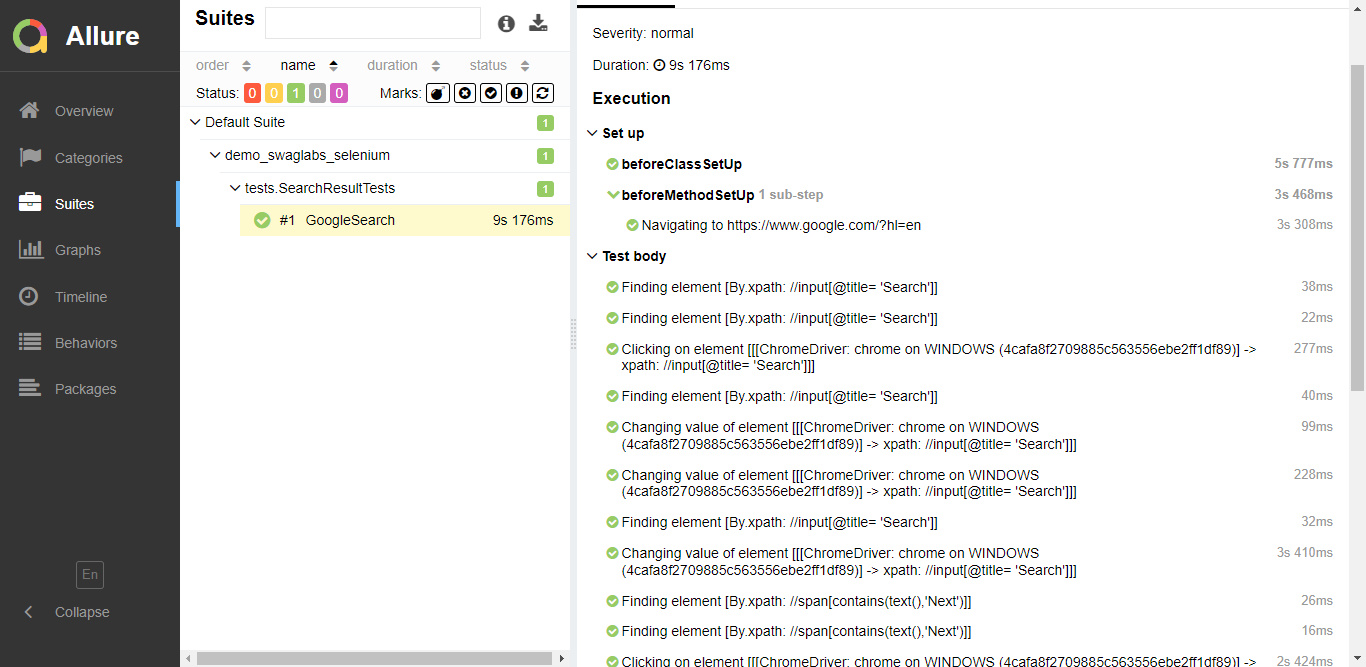 Allure
Overview
Categories
Suites
Graphs
Timeline
Behaviors
Packages
En
Collapse
Suites
order name duration status
Status: 0 0 1 0 0 Marks:
Default Suite 1
demo_swaglabs_selenium 1
tests.SearchResultTests 1
#1 GoogleSearch 9s 176ms
Severity: normal
Duration: 9s 176ms
Execution
Set up
beforeClassSetUp 5s 777ms
beforeMethodSetUp 1 sub-step 3s 468ms
Navigating to https://www.google.com/?hl=en 3s 308ms
Test body
Finding element [By.xpath: //input[@title= 'Search']] 38ms
Finding element [By.xpath: //input[@title= 'Search']] 22ms
Clicking on element [[[ChromeDriver: chrome on WINDOWS (4cafa8f2709885c563556ebe2ff1df89)] -> 277ms
xpath: //input[@title= 'Search']]]
Finding element [By.xpath: //input[@title= 'Search']] 40ms
Changing value of element [[[ChromeDriver: chrome on WINDOWS 99ms
(4cafa8f2709885c563556ebe2ff1df89)] -> xpath: //input[@title= 'Search']]]
Changing value of element [[[ChromeDriver: chrome on WINDOWS 228ms
(4cafa8f2709885c563556ebe2ff1df89)] -> xpath: //input[@title= 'Search']]]
Finding element [By.xpath: //input[@title= 'Search']] 32ms
Changing value of element [[[ChromeDriver: chrome on WINDOWS 3s 410ms
(4cafa8f2709885c563556ebe2ff1df89)] -> xpath: //input[@title= 'Search']]]
Finding element [By.xpath: //span[contains(text(),'Next')]] 26ms
Finding element [By.xpath: //span[contains(text(),'Next')]] 16ms
Clicking on element [[[ChromeDriver: chrome on WINDOWS (4cafa8f2709885c563556ebe2ff1df89)] -> 2s 424ms